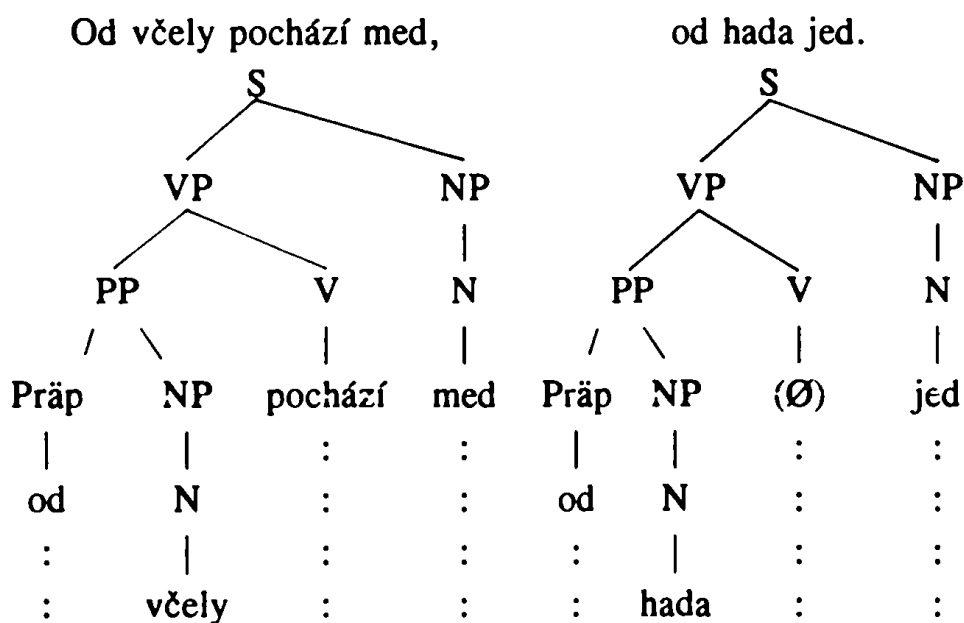 Od včely pochází med, od hada jed.
S S
VP NP VP NP
PP V N PP V N
Präp NP pochází med Präp NP (Ø) jed
| | : : | | : :
od N : : od N : :
: | : : : | : :
: včely : : : hada : :